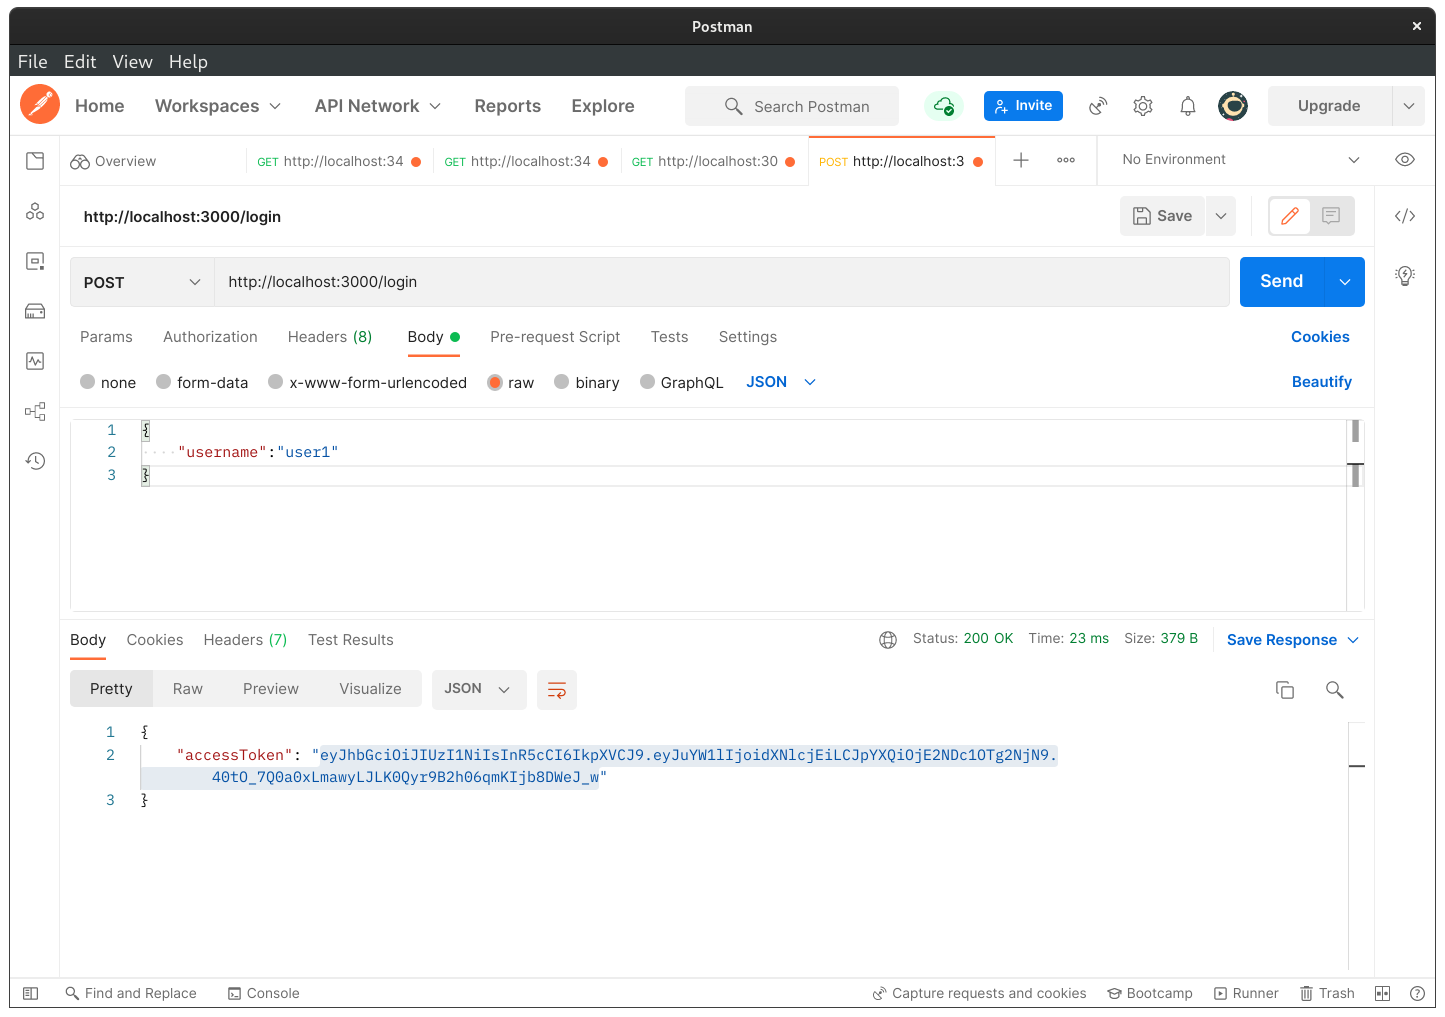 Postman
File Edit View Help
Home Workspaces API Network Reports Explore Search Postman Invite Upgrade
Overview GET http://localhost:34 GET http://localhost:34 GET http://localhost:30 POST http://localhost:3 No Environment
http://localhost:3000/login Save
POST http://localhost:3000/login Send
Params Authorization Headers (8) Body Pre-request Script Tests Settings Cookies
none form-data x-www-form-urlencoded raw binary GraphQL JSON Beautify
1 {
2 "username":"user1"
3 }
Body Cookies Headers (7) Test Results Status: 200 OK Time: 23 ms Size: 379 B Save Response
Pretty Raw Preview Visualize JSON
1 {
2 "accessToken": "eyJhbGciOiJIUzI1NiIsInR5cCI6IkpXVCJ9.eyJuYW1lIjoidXNlcjEiLCJpYXQiOjE2NDc1OTg2NjN9.
40tO_7Q0a0xLmawyLJLK0Qyr9B2h06qmKIjb8DWeJ_w"
3 }
Find and Replace Console Capture requests and cookies Bootcamp Runner Trash